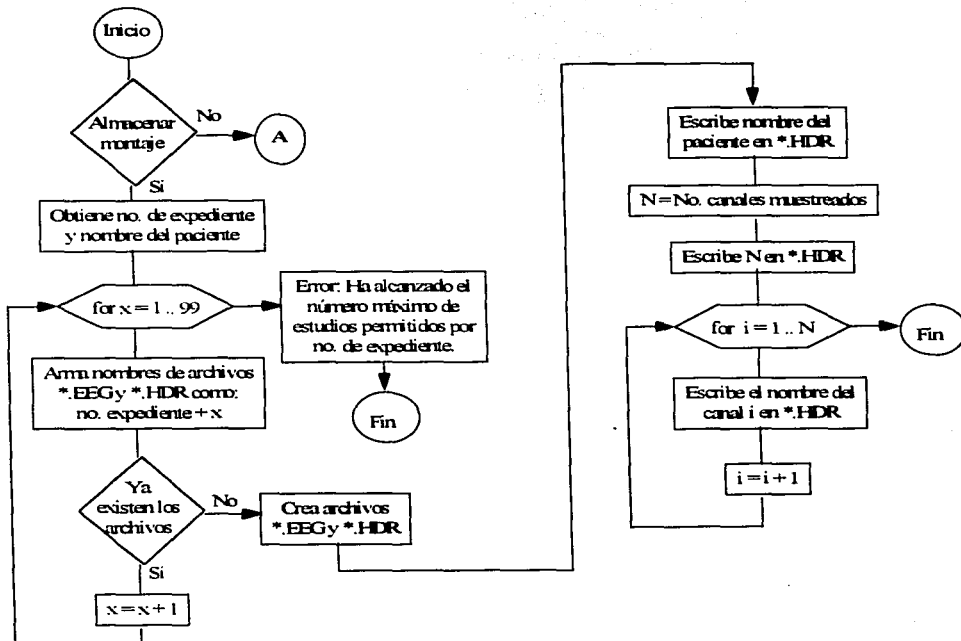 Inicio
Almacenar
montaje
No
A
Si
Obtiene no. de expediente
y nombre del paciente
for x = 1 .. 99
Error: Ha alcanzado el
número máximo de
estudios permitidos por
no. de expediente.
Fin
Arma nombres de archivos
*.EEG y *.HDR como:
no. expediente + x
Ya
existen los
archivos
No
Crea archivos
*.EEG y *.HDR
Si
x = x + 1
Escribe nombre del
paciente en *.HDR
N = No. canales muestreados
Escribe N en *.HDR
for i = 1 .. N
Fin
Escribe el nombre del
canal i en *.HDR
i = i + 1